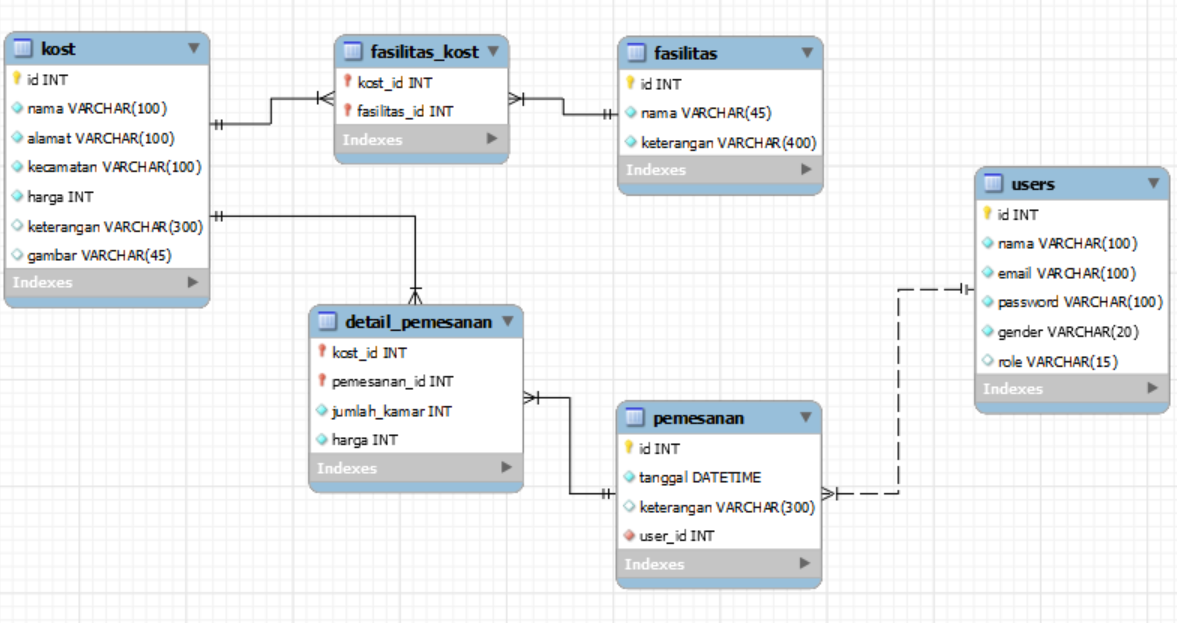 kost
id INT
nama VARCHAR(100)
alamat VARCHAR(100)
kecamatan VARCHAR(100)
harga INT
keterangan VARCHAR(300)
gambar VARCHAR(45)
Indexes
fasilitas_kost
kost_id INT
fasilitas_id INT
Indexes
fasilitas
id INT
nama VARCHAR(45)
keterangan VARCHAR(400)
Indexes
users
id INT
nama VARCHAR(100)
email VARCHAR(100)
password VARCHAR(100)
gender VARCHAR(20)
role VARCHAR(15)
Indexes
detail_pemesanan
kost_id INT
pemesanan_id INT
jumlah_kamar INT
harga INT
Indexes
pemesanan
id INT
tanggal DATETIME
keterangan VARCHAR(300)
user_id INT
Indexes